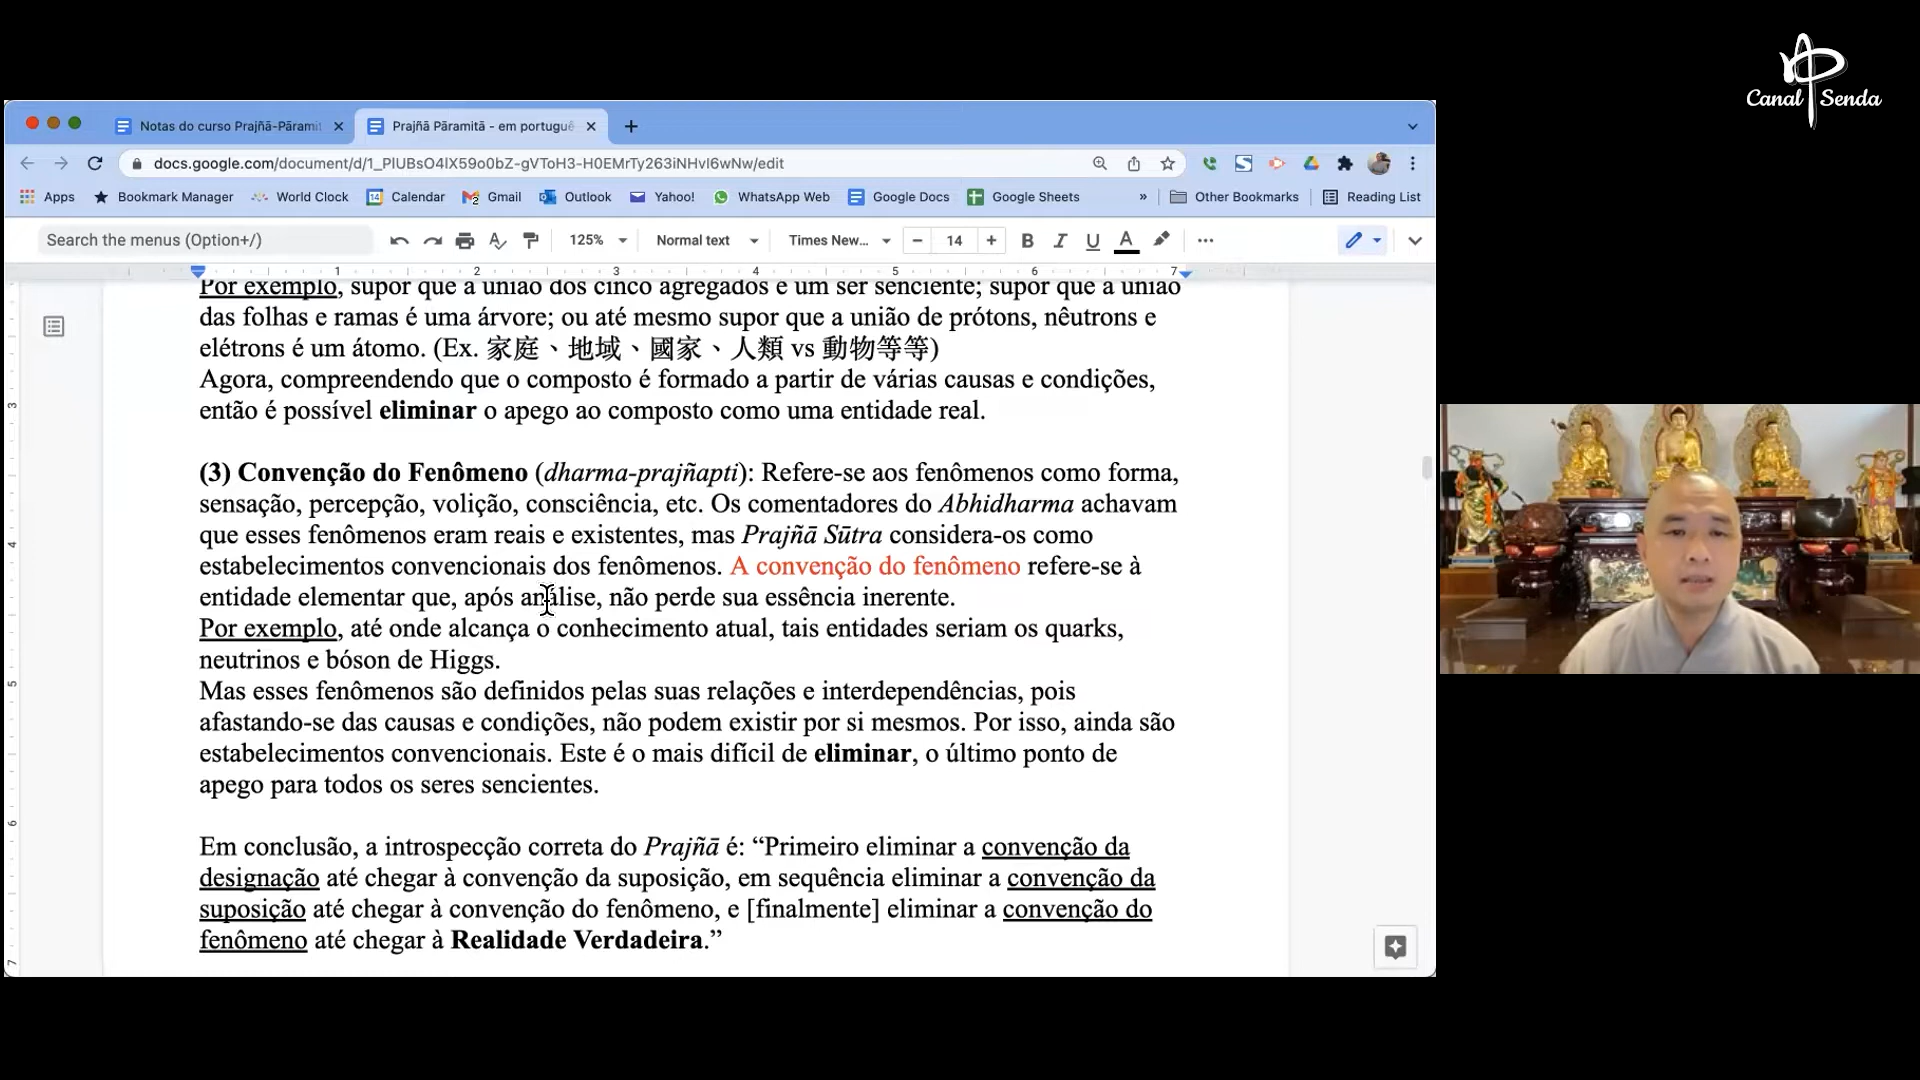 Canal Senda
Notas do curso Prajñā-Pāramit
Prajñā Pāramitā - em portuguê
docs.google.com/document/d/1_PlUBsO4lX59o0bZ-gVToH3-H0EMrTy263iNHvl6wNw/edit
Apps Bookmark Manager World Clock Calendar Gmail Outlook Yahoo! WhatsApp Web Google Docs Google Sheets » Other Bookmarks Reading List
Search the menus (Option+/) 125% Normal text Times New... 14 B I U A
1 2 3 4 5 6 7
Por exemplo, supor que a união dos cinco agregados é um ser senciente; supor que a união
das folhas e ramas é uma árvore; ou até mesmo supor que a união de prótons, nêutrons e
elétrons é um átomo. (Ex. 家庭、地域、國家、人類 vs 動物等等)
Agora, compreendendo que o composto é formado a partir de várias causas e condições,
então é possível eliminar o apego ao composto como uma entidade real.
(3) Convenção do Fenômeno (dharma-prajñapti): Refere-se aos fenômenos como forma,
sensação, percepção, volição, consciência, etc. Os comentadores do Abhidharma achavam
que esses fenômenos eram reais e existentes, mas Prajñā Sūtra considera-os como
estabelecimentos convencionais dos fenômenos. A convenção do fenômeno refere-se à
entidade elementar que, após análise, não perde sua essência inerente.
Por exemplo, até onde alcança o conhecimento atual, tais entidades seriam os quarks,
neutrinos e bóson de Higgs.
Mas esses fenômenos são definidos pelas suas relações e interdependências, pois
afastando-se das causas e condições, não podem existir por si mesmos. Por isso, ainda são
estabelecimentos convencionais. Este é o mais difícil de eliminar, o último ponto de
apego para todos os seres sencientes.
Em conclusão, a introspecção correta do Prajñā é: “Primeiro eliminar a convenção da
designação até chegar à convenção da suposição, em sequência eliminar a convenção da
suposição até chegar à convenção do fenômeno, e [finalmente] eliminar a convenção do
fenômeno até chegar à Realidade Verdadeira.”
3
4
5
6
7